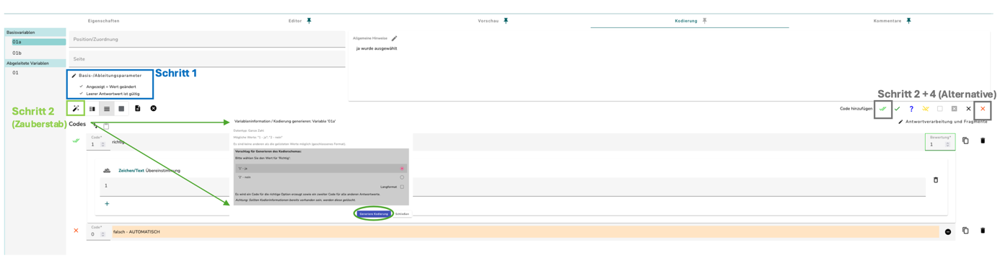 Eigenschaften
Editor
Vorschau
Kodierung
Kommentare
Basisvariablen
01a
01b
Abgeleitete Variablen
01
Position/Zuordnung
Seite
Allgemeine Hinweise
ja wurde ausgewählt
Basis-/Ableitungsparameter
Angezeigt = Wert geändert
Leerer Antwortwert ist gültig
Schritt 1
Schritt 2
(Zauberstab)
Schritt 2 + 4 (Alternative)
Code hinzufügen
?
Codes
Antwortverarbeitung und Fragmente
Code*
1
richtig
Bewertung*
1
Zeichen/Text Übereinstimmung
1
+
Variableninformation / Kodierung generieren: Variable '01a'
Datentyp: Ganze Zahl
Mögliche Werte: "1 - ja", "2 - nein"
Es sind keine anderen als die gelisteten Werte möglich (geschlossenes Format).
Vorschlag für Generieren des Kodierschemas:
Bitte wählen Sie den Wert für 'Richtig':
'1' - ja
'2' - nein
Langformat
Es wird ein Code für die richtige Option erzeugt sowie ein zweiter Code für alle anderen Antwortwerte.
Achtung: Sollten Kodierinformationen bereits vorhanden sein, werden diese gelöscht.
Generiere Kodierung
Schließen
Code*
0
falsch - AUTOMATISCH